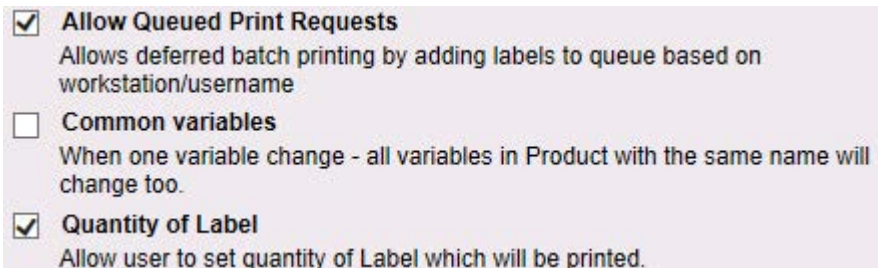 Allow Queued Print Requests
Allows deferred batch printing by adding labels to queue based on
workstation/username
Common variables
When one variable change - all variables in Product with the same name will
change too.
Quantity of Label
Allow user to set quantity of Label which will be printed.